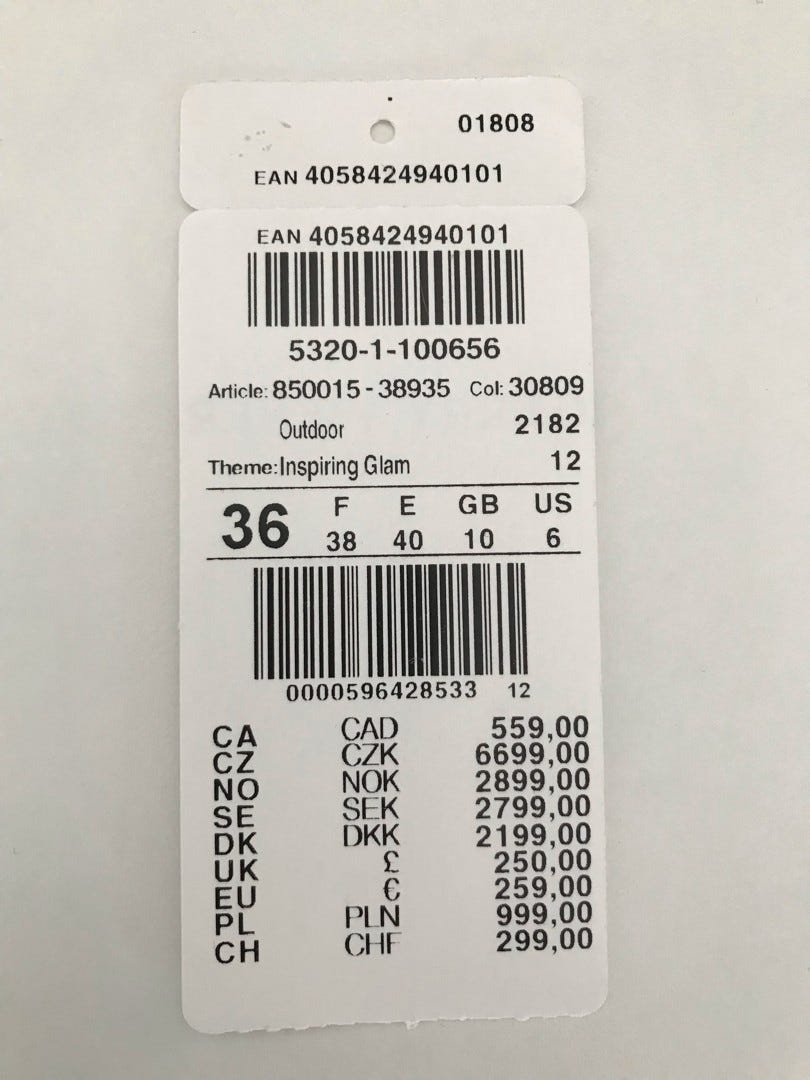 01808
EAN 4058424940101
EAN 4058424940101
5320-1-100656
Article: 850015 - 38935 Col: 30809
Outdoor 2182
Theme: Inspiring Glam 12
36 F E GB US
38 40 10 6
0000596428533 12
CA CAD 559,00
CZ CZK 6699,00
NO NOK 2899,00
SE SEK 2799,00
DK DKK 2199,00
UK £ 250,00
EU € 259,00
PL PLN 999,00
CH CHF 299,00